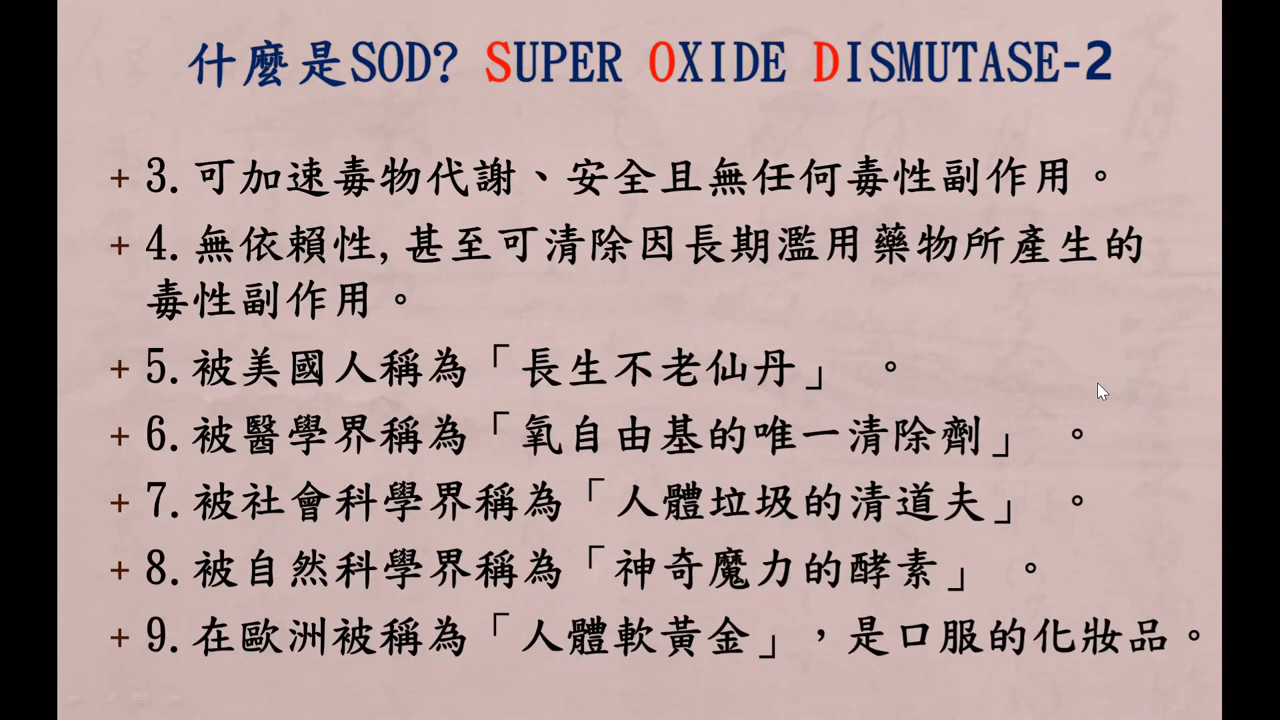 什麼是SOD? SUPER OXIDE DISMUTASE-2
+ 3.可加速毒物代謝、安全且無任何毒性副作用。
+ 4.無依賴性,甚至可清除因長期濫用藥物所產生的
毒性副作用。
+ 5.被美國人稱為「長生不老仙丹」 。
+ 6.被醫學界稱為「氧自由基的唯一清除劑」 。
+ 7.被社會科學界稱為「人體垃圾的清道夫」 。
+ 8.被自然科學界稱為「神奇魔力的酵素」 。
+ 9.在歐洲被稱為「人體軟黃金」，是口服的化妝品。